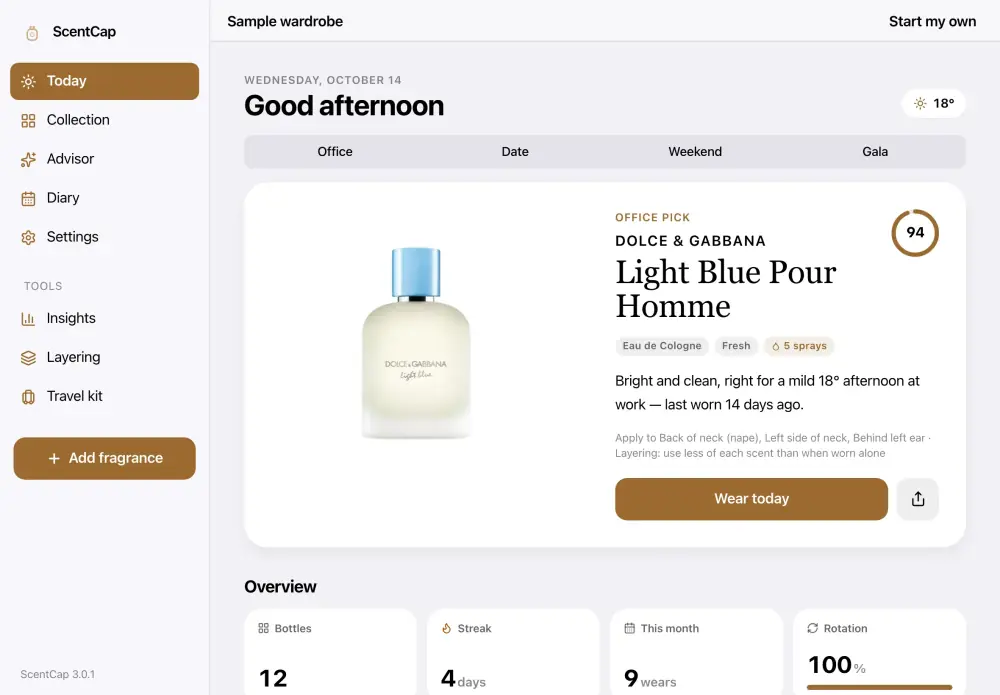 ScentCap
Today
Collection
Advisor
Diary
Settings
TOOLS
Insights
Layering
Travel kit
+ Add fragrance
ScentCap 3.0.1
Sample wardrobe
Start my own
WEDNESDAY, OCTOBER 14
Good afternoon
18°
Office
Date
Weekend
Gala
DOLCE & GABBANA
light blue
OFFICE PICK
94
DOLCE & GABBANA
Light Blue Pour
Homme
Eau de Cologne
Fresh
5 sprays
Bright and clean, right for a mild 18° afternoon at
work — last worn 14 days ago.
Apply to Back of neck (nape), Left side of neck, Behind left ear ·
Layering: use less of each scent than when worn alone
Wear today
Overview
Bottles
12
Streak
4 days
This month
9 wears
Rotation
100%